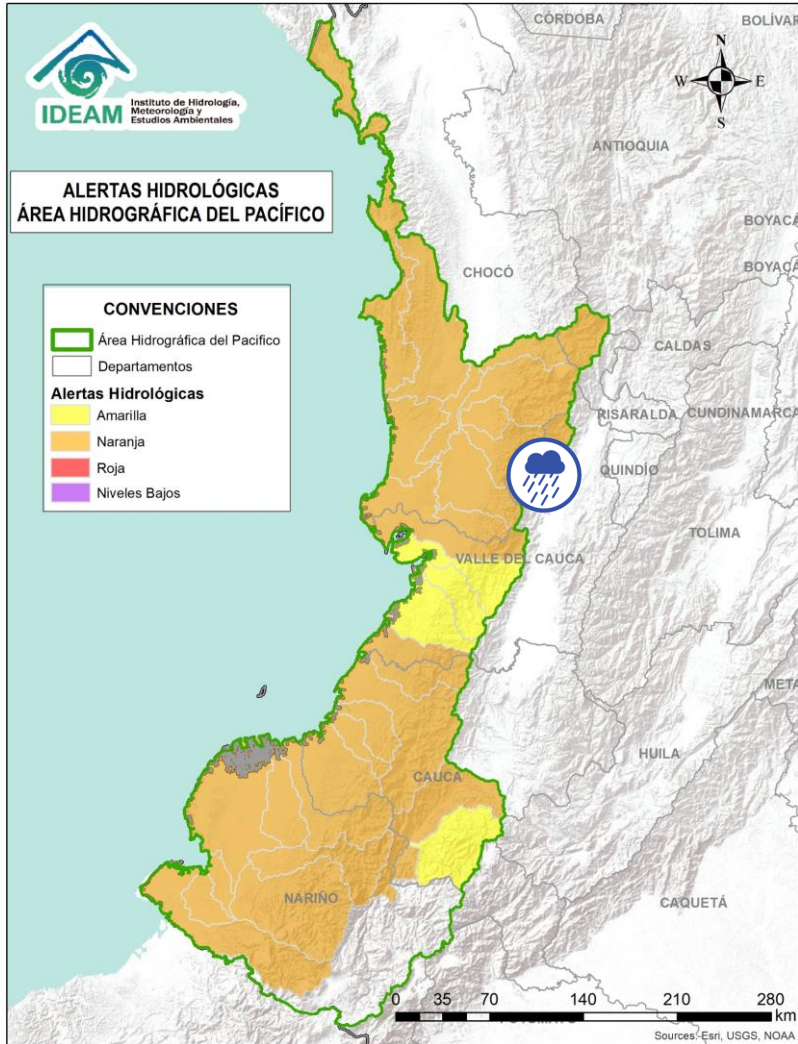 CÓRDOBA
BOLÍVAR
N
W
E
S
IDEAM
Instituto de Hidrología,
Meteorología y
Estudios Ambientales
ANTIOQUIA
ALERTAS HIDROLÓGICAS
ÁREA HIDROGRÁFICA DEL PACÍFICO
BOYACÁ
BOYACÁ
CHOCÓ
CONVENCIONES
Área Hidrográfica del Pacífico
Departamentos
Alertas Hidrológicas
Amarilla
Naranja
Roja
Niveles Bajos
CALDAS
RISARALDA
CUNDINAMARCA
QUINDÍO
TOLIMA
VALLE DEL CAUCA
META
HUILA
CAUCA
NARIÑO
CAQUETÁ
0 35 70 140 210 280
km
Sources: Esri, USGS, NOAA